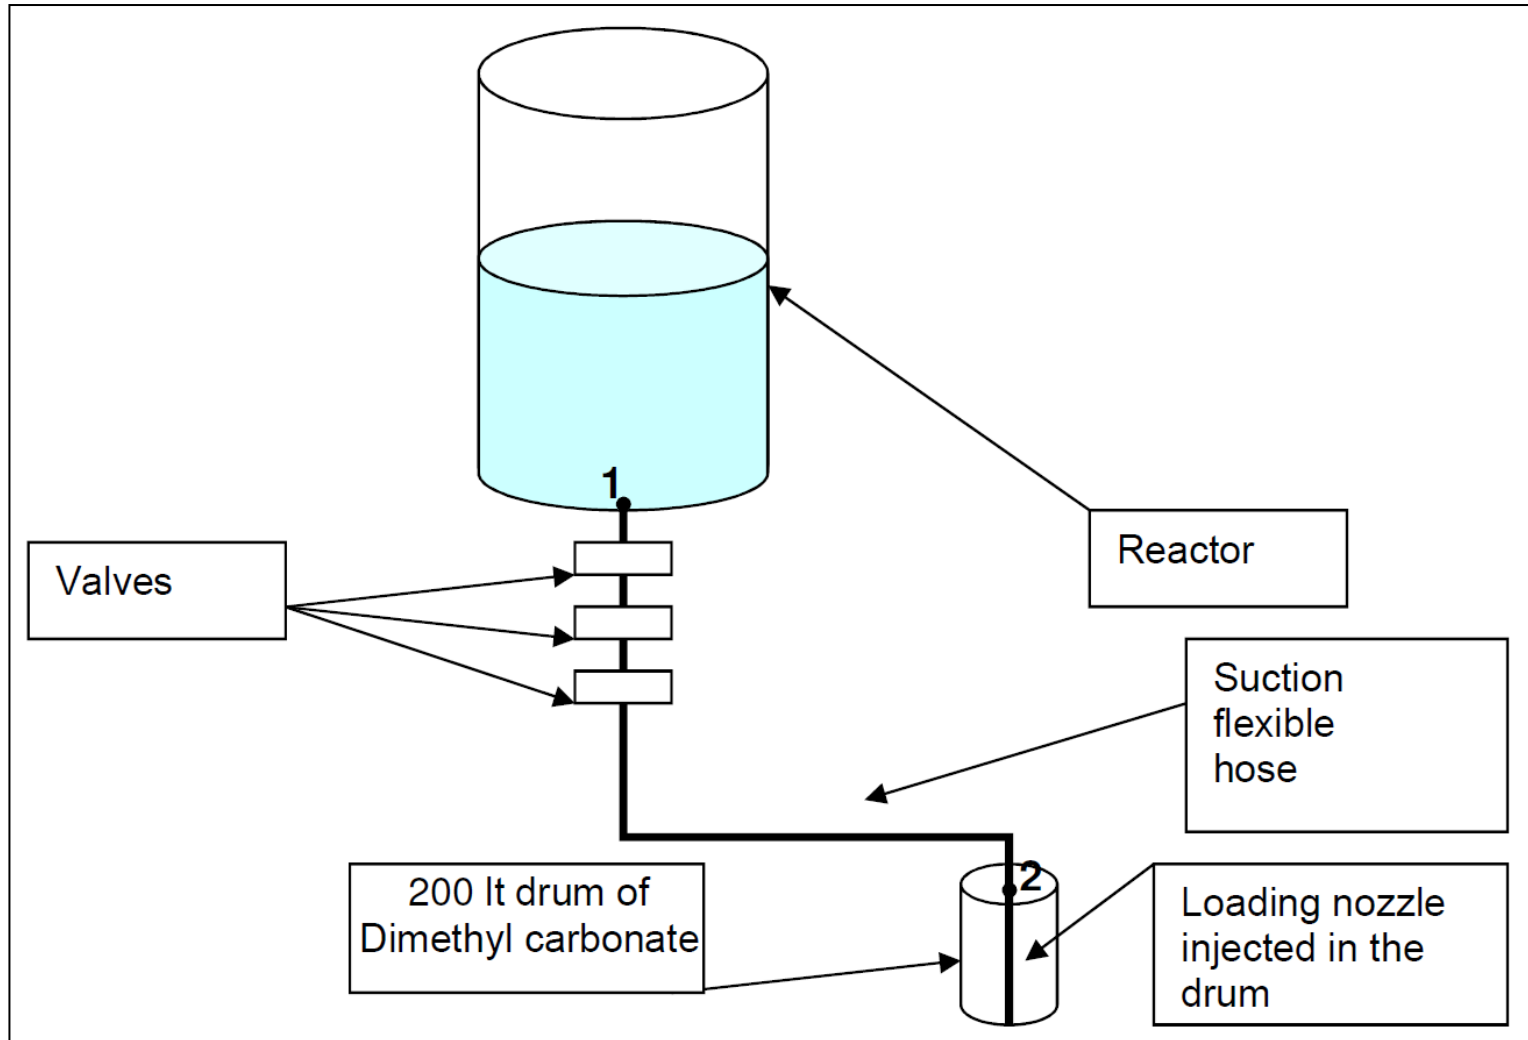 1
Valves
Reactor
Suction
flexible
hose
200 lt drum of
Dimethyl carbonate
2
Loading nozzle
injected in the
drum